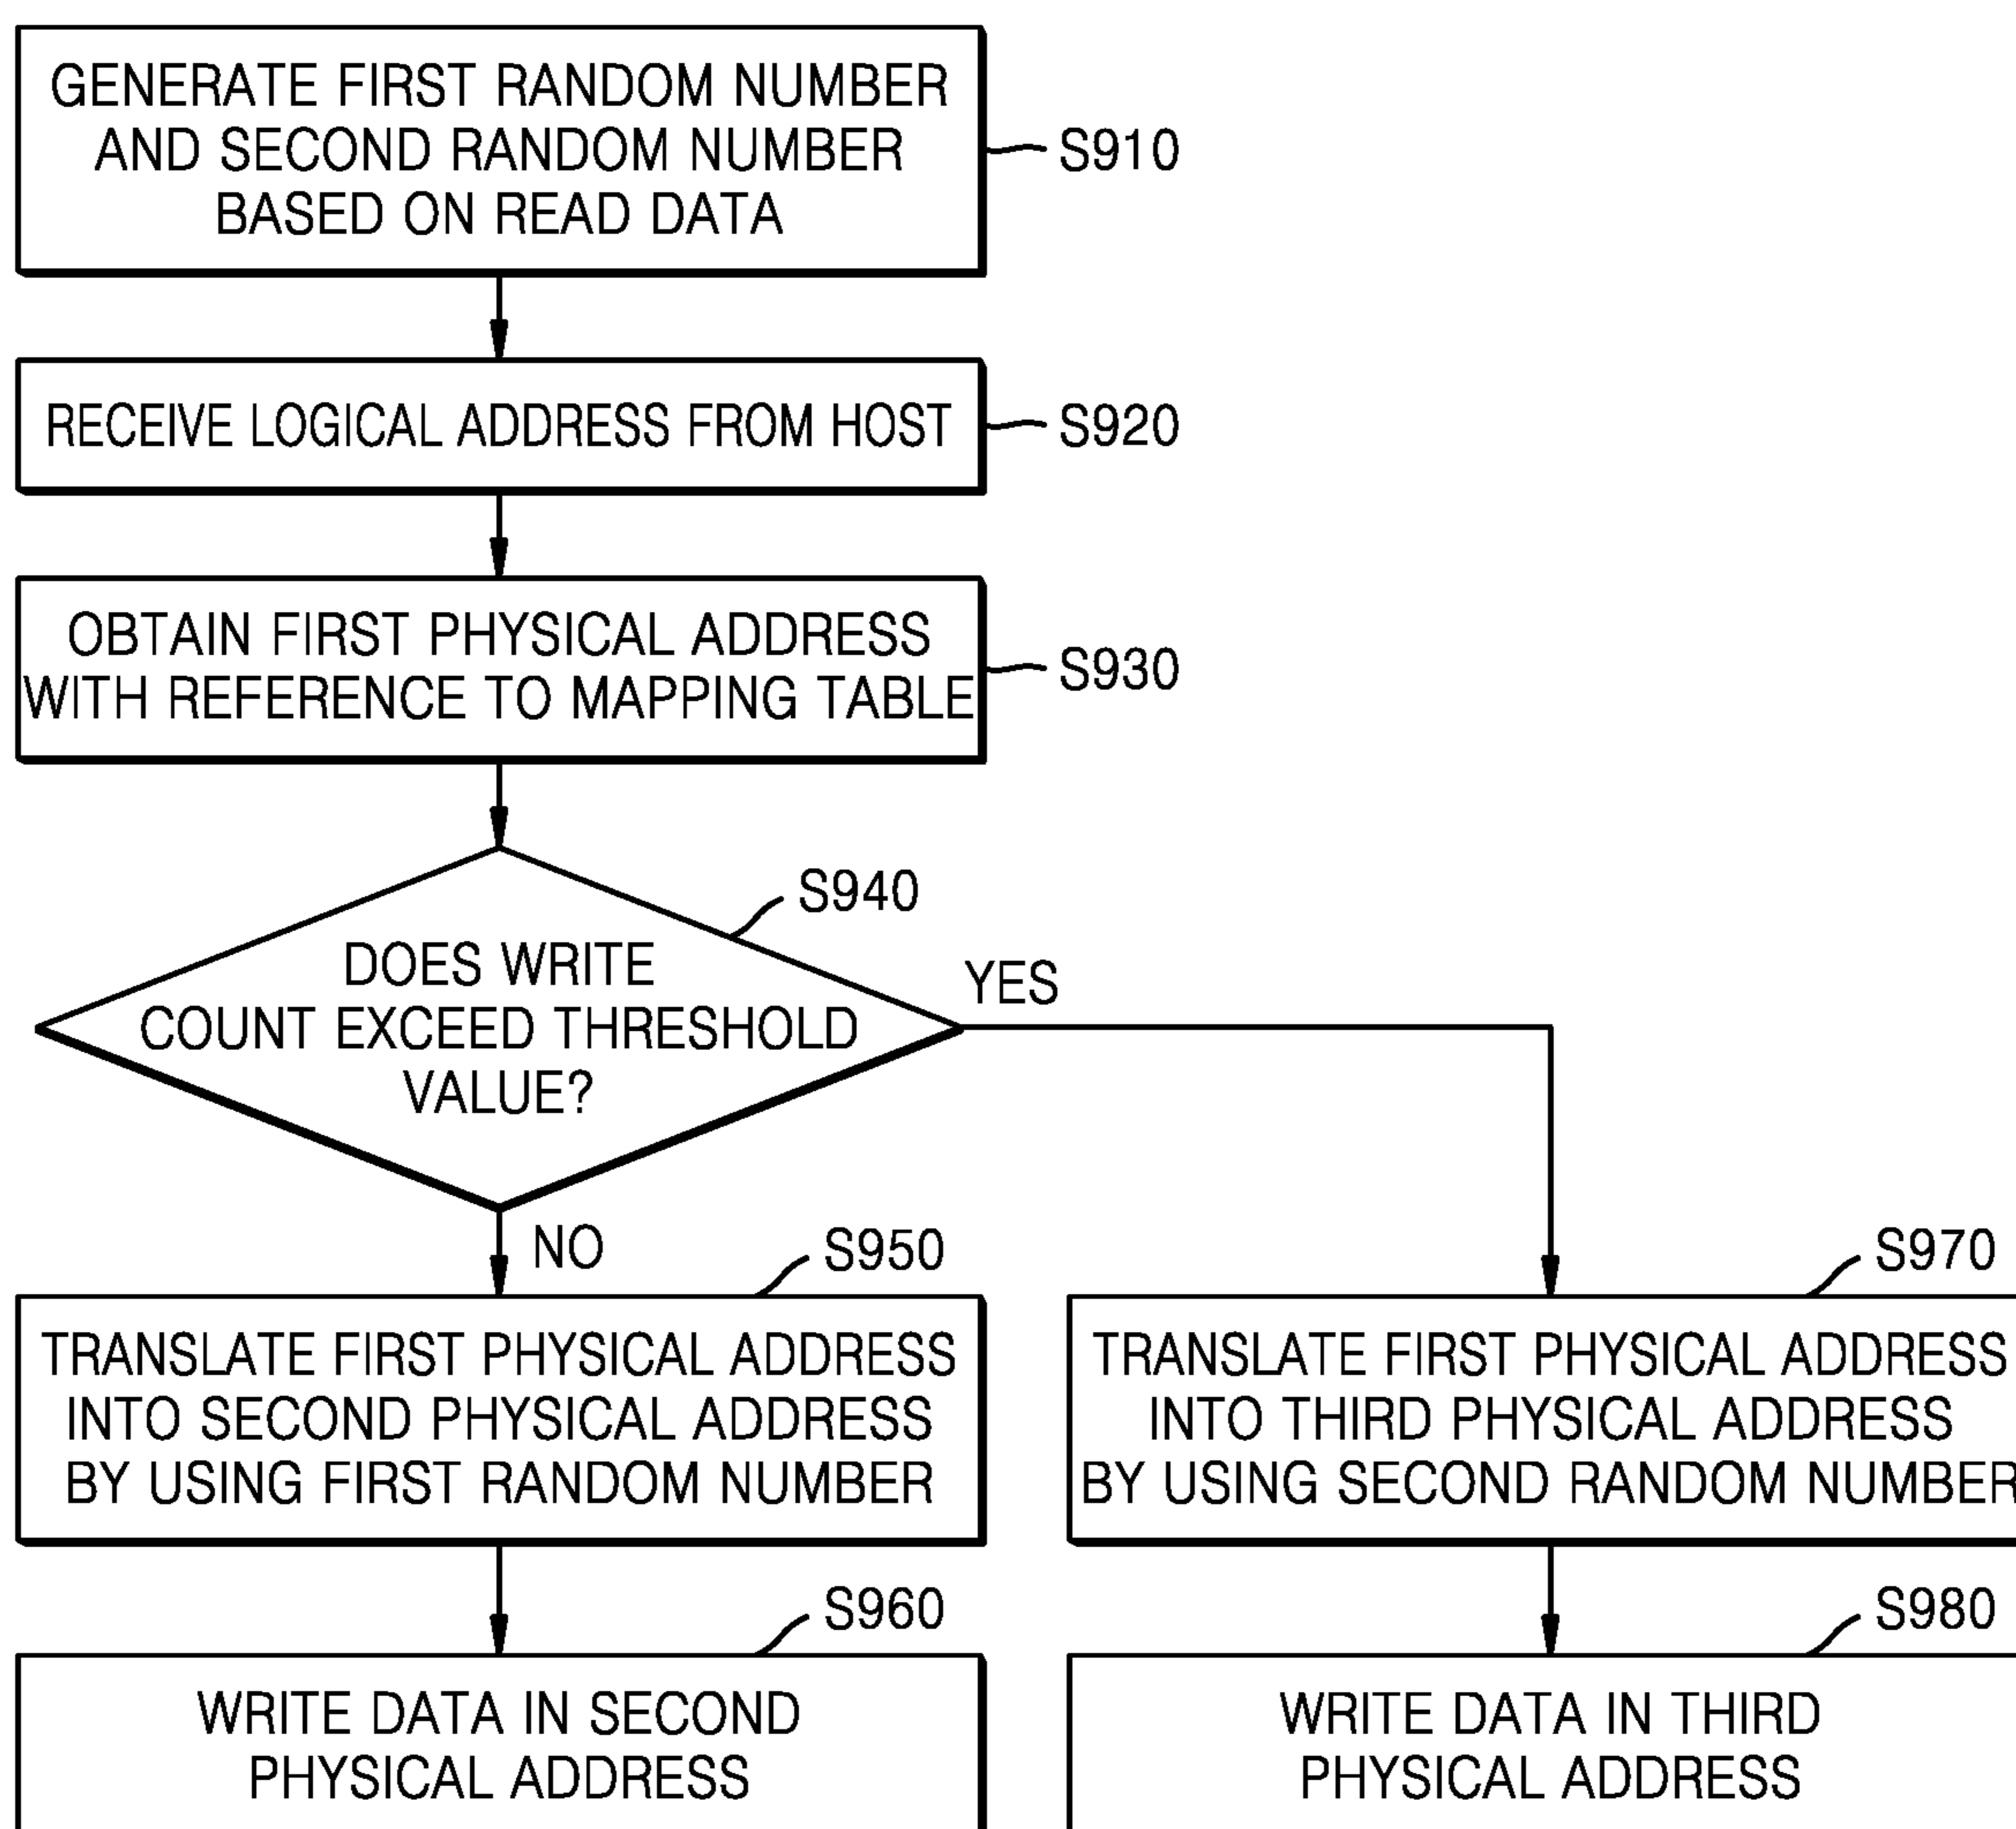 GENERATE FIRST RANDOM NUMBER
AND SECOND RANDOM NUMBER
BASED ON READ DATA
S910
RECEIVE LOGICAL ADDRESS FROM HOST
S920
OBTAIN FIRST PHYSICAL ADDRESS
WITH REFERENCE TO MAPPING TABLE
S930
S940
DOES WRITE
COUNT EXCEED THRESHOLD
VALUE?
YES
NO
S950
TRANSLATE FIRST PHYSICAL ADDRESS
INTO SECOND PHYSICAL ADDRESS
BY USING FIRST RANDOM NUMBER
S960
WRITE DATA IN SECOND
PHYSICAL ADDRESS
S970
TRANSLATE FIRST PHYSICAL ADDRESS
INTO THIRD PHYSICAL ADDRESS
BY USING SECOND RANDOM NUMBER
S980
WRITE DATA IN THIRD
PHYSICAL ADDRESS